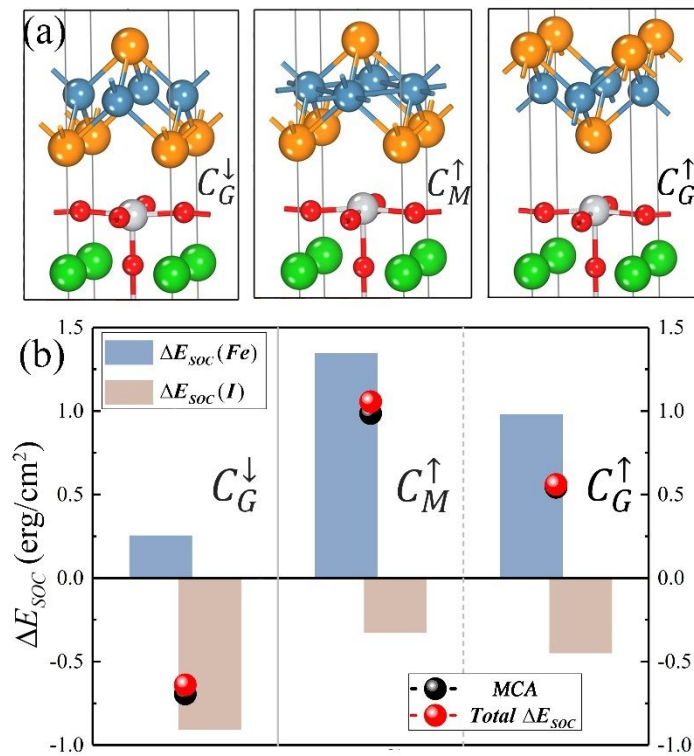 (a)
C_G^↓
C_M^↑
C_G^↑
(b)
ΔE_SOC (Fe)
ΔE_SOC (I)
C_G^↓
C_M^↑
C_G^↑
ΔE_SOC (erg/cm²)
1.5
1.0
0.5
0.0
-0.5
-1.0
1.5
1.0
0.5
0.0
-0.5
-1.0
MCA
Total ΔE_SOC